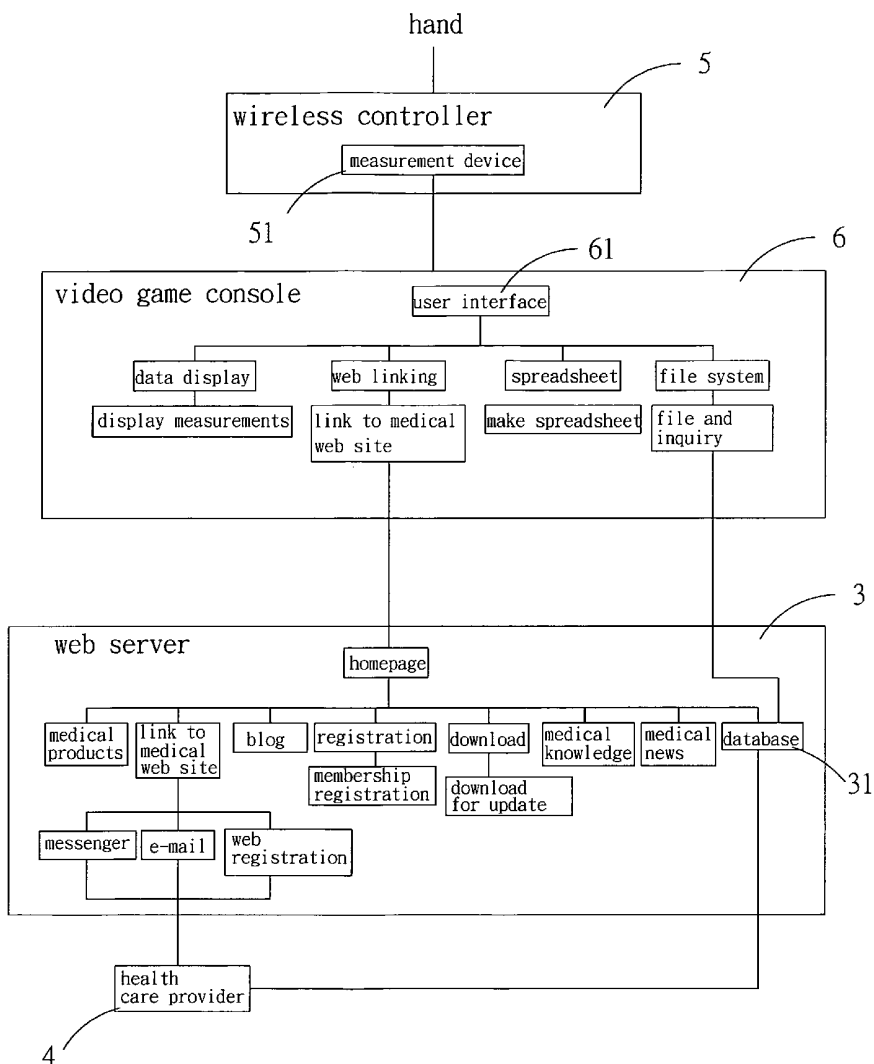 hand
5
wireless controller
measurement device
51
61
6
video game console
user interface
data display
web linking
spreadsheet
file system
display measurements
link to medical
web site
make spreadsheet
file and
inquiry
3
web server
homepage
medical
products
link to
medical
web site
blog
registration
download
medical
knowledge
medical
news
database
membership
registration
download
for update
31
messenger
e-mail
web
registration
health
care provider
4